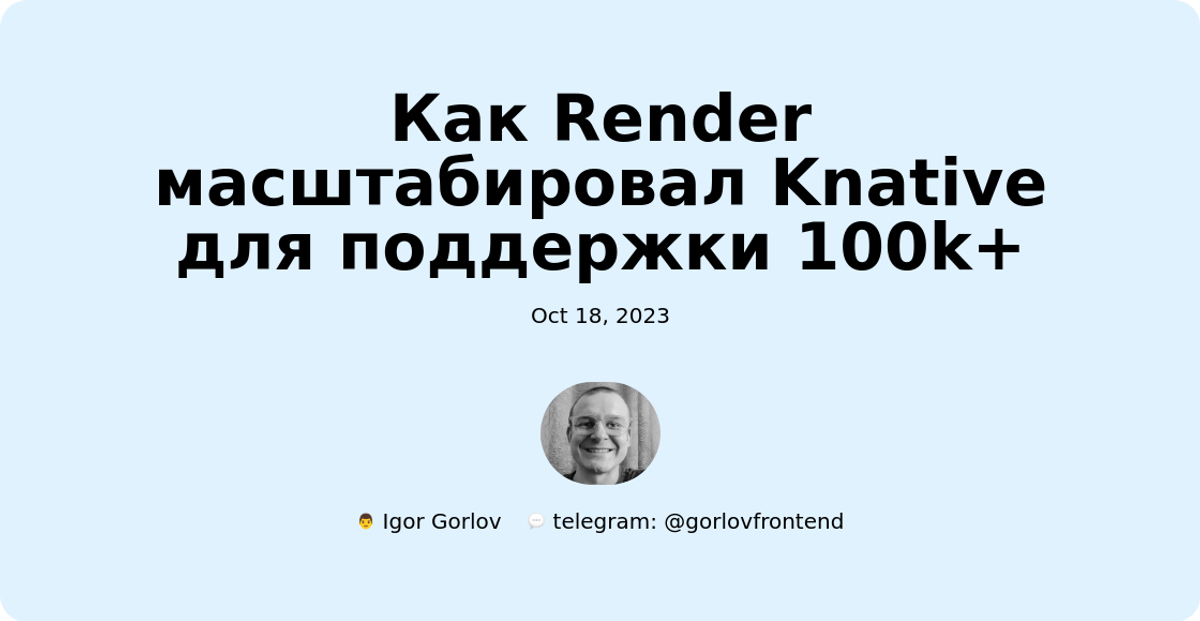 Как Render
масштабировал Knative
для поддержки 100k+
Oct 18, 2023
👨 Igor Gorlov 💬 telegram: @gorlovfrontend